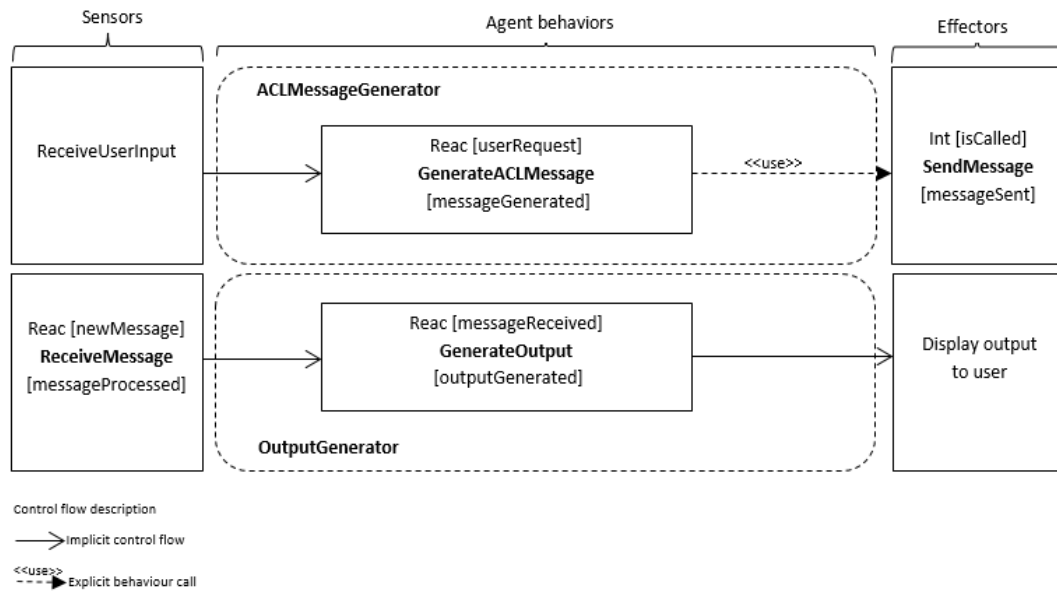 Sensors
Agent behaviors
Effectors
ACLMessageGenerator
ReceiveUserInput
Reac [userRequest]
GenerateACLMessage
[messageGenerated]
<<use>>
Int [isCalled]
SendMessage
[messageSent]
Reac [newMessage]
ReceiveMessage
[messageProcessed]
Reac [messageReceived]
GenerateOutput
[outputGenerated]
Display output
to user
OutputGenerator
Control flow description
Implicit control flow
<<use>>
Explicit behaviour call